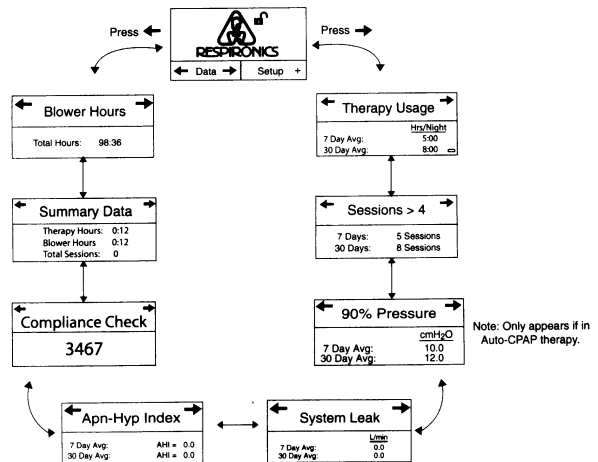 Press
Press
RESPIRONICS
Data
Setup +
Blower Hours
Total Hours: 98:36
Therapy Usage
Hrs/Night
7 Day Avg: 5:00
30 Day Avg: 8:00
Summary Data
Therapy Hours: 0:12
Blower Hours 0:12
Total Sessions: 0
Sessions > 4
7 Days: 5 Sessions
30 Days: 8 Sessions
Compliance Check
3467
90% Pressure
cmH2O
7 Day Avg: 10.0
30 Day Avg: 12.0
Note: Only appears if in
Auto-CPAP therapy.
Apn-Hyp Index
7 Day Avg: AHI = 0.0
30 Day Avg: AHI = 0.0
System Leak
L/min
7 Day Avg: 0.0
30 Day Avg: 0.0